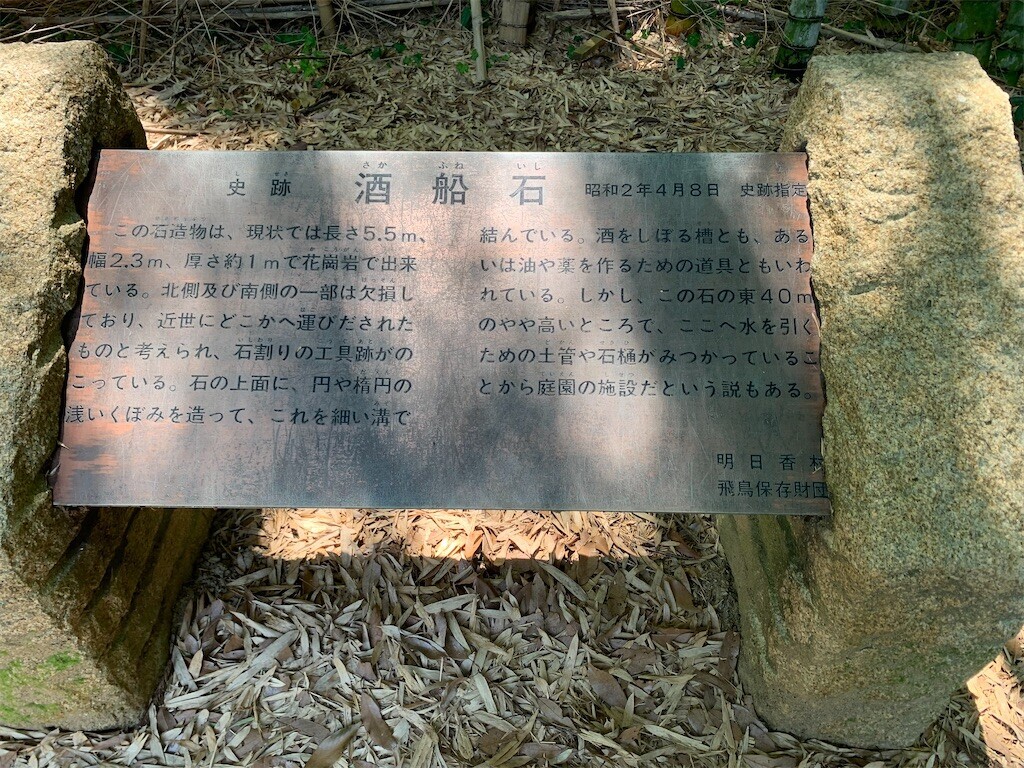 史跡 酒船石 昭和2年4月8日 史跡指定
さか ふね いし
この石造物は、現状では長さ5.5m、
幅2.3m、厚さ約1mで花崗岩で出来
ている。北側及び南側の一部は欠損し
ており、近世にどこかへ運びだされた
ものと考えられ、石割りの工具跡がの
こっている。石の上面に、円や楕円の
浅いくぼみを造って、これを細い溝で
結んでいる。酒をしぼる槽とも、ある
いは油や薬を作るための道具ともいわ
れている。しかし、この石の東40m
のやや高いところで、ここへ水を引く
ための土管や石樋がみつかっているこ
とから庭園の施設だという説もある。
明日香村
飛鳥保存財団